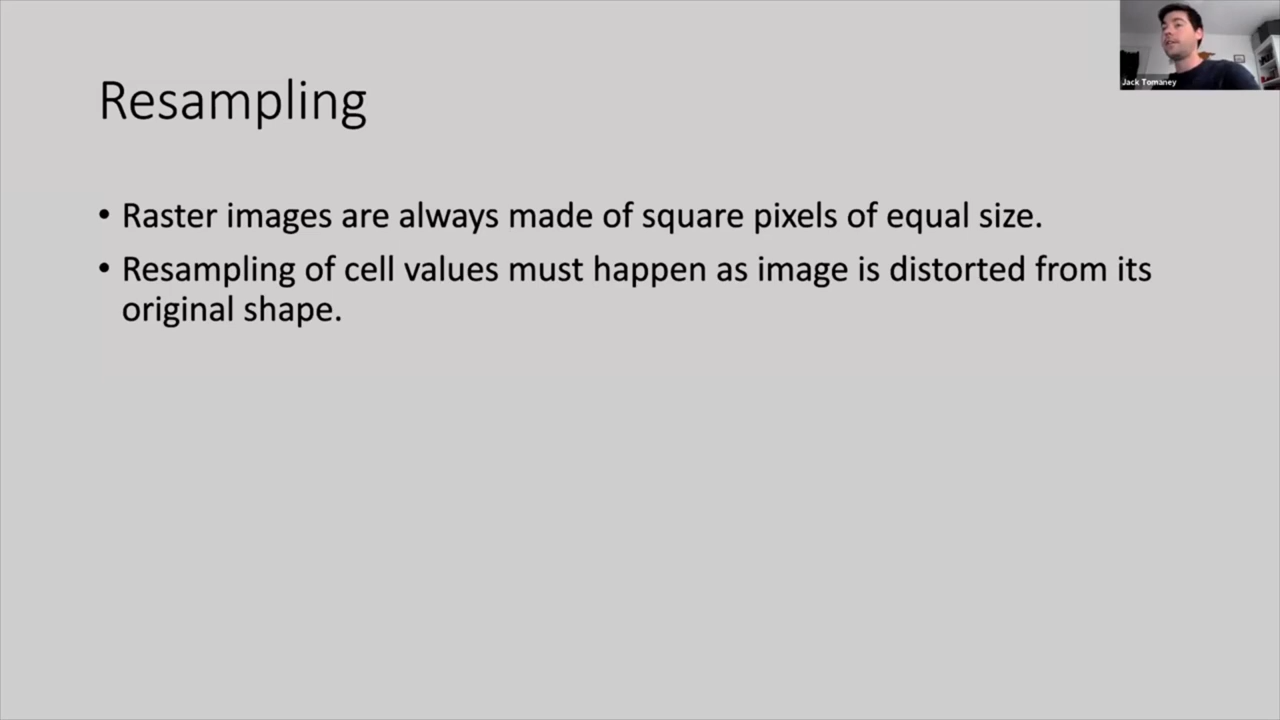 Jack Tomaney
Resampling
• Raster images are always made of square pixels of equal size.
• Resampling of cell values must happen as image is distorted from its
original shape.